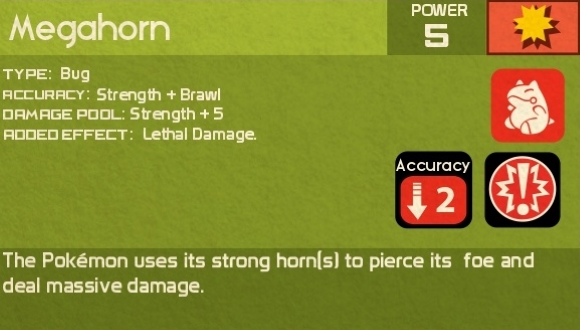 Megahorn
POWER
5
TYPE: Bug
ACCURACY: Strength + Brawl
DAMAGE POOL: Strength + 5
ADDED EFFECT: Lethal Damage.
Accuracy
2
The Pokémon uses its strong horn(s) to pierce its foe and
deal massive damage.